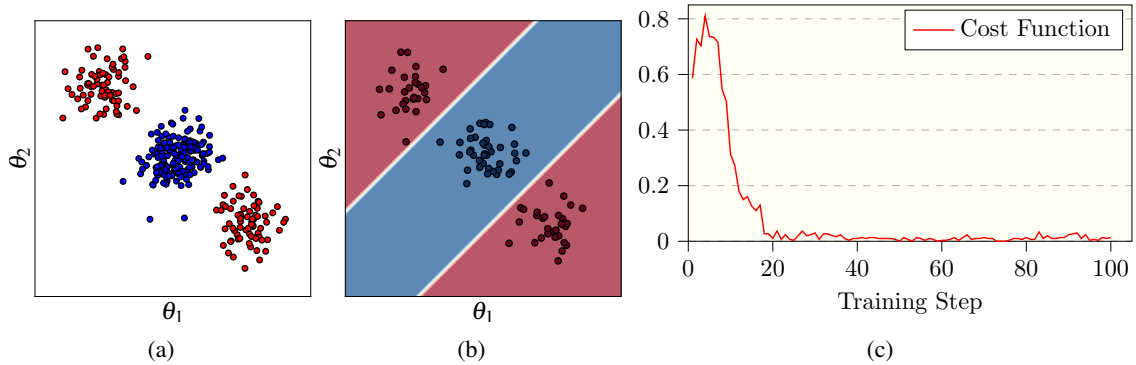 θ2
θ1
(a)
θ2
θ1
(b)
Cost Function
0.8
0.6
0.4
0.2
0
0
20
40
60
80
100
Training Step
(c)